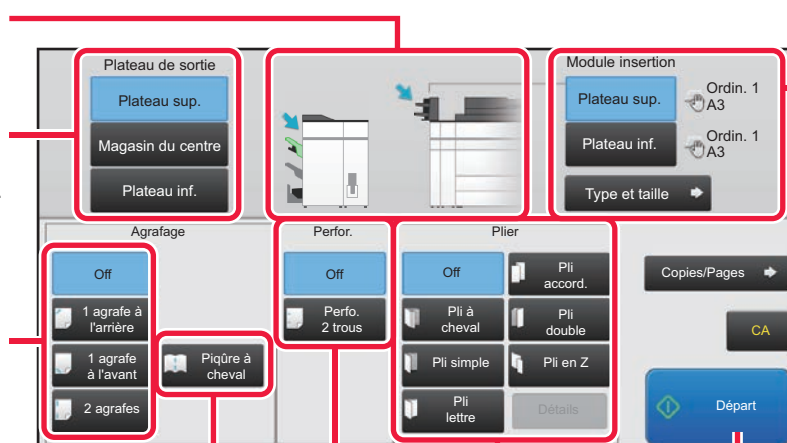 Plateau de sortie
Plateau sup.
Magasin du centre
Plateau inf.
Module insertion
Plateau sup.
Ordin. 1
A3
Plateau inf.
Ordin. 1
A3
Type et taille
Agrafage
Off
1 agrafe à
l'arrière
1 agrafe
à l'avant
2 agrafes
Piqûre à
cheval
Perfor.
Off
Perfo.
2 trous
Plier
Off
Pli
accord.
Pli à
cheval
Pli
double
Pli simple
Pli en Z
Pli
lettre
Détails
Copies/Pages
CA
Départ